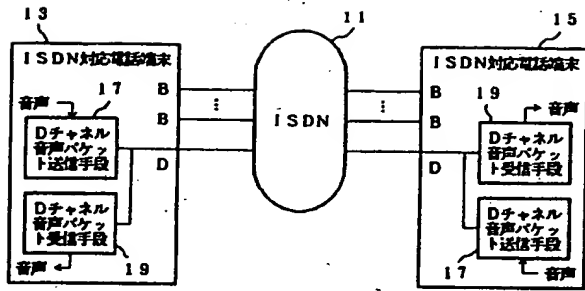 13
ISDN対応電話端末
音声
17
Dチャネル
音声パケッ
ト送信手段
Dチャネル
音声パケッ
ト受信手段
音声
19
B
⋮
B
D
11
ISDN
⋮
B
B
D
15
ISDN対応電話端末
19
音声
Dチャネル
音声パケッ
ト受信手段
Dチャネル
音声パケッ
ト送信手段
17
音声